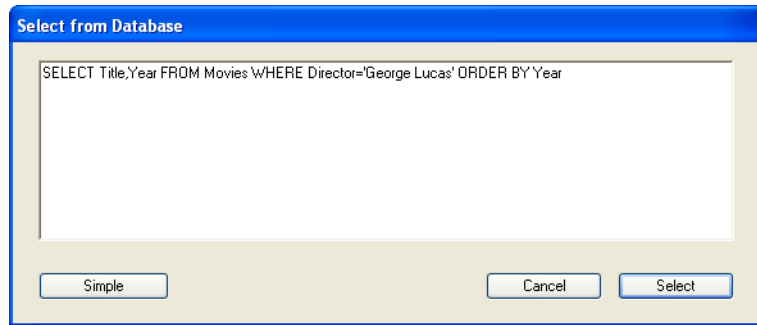 Select from Database
SELECT Title,Year FROM Movies WHERE Director='George Lucas' ORDER BY Year
Simple
Cancel
Select